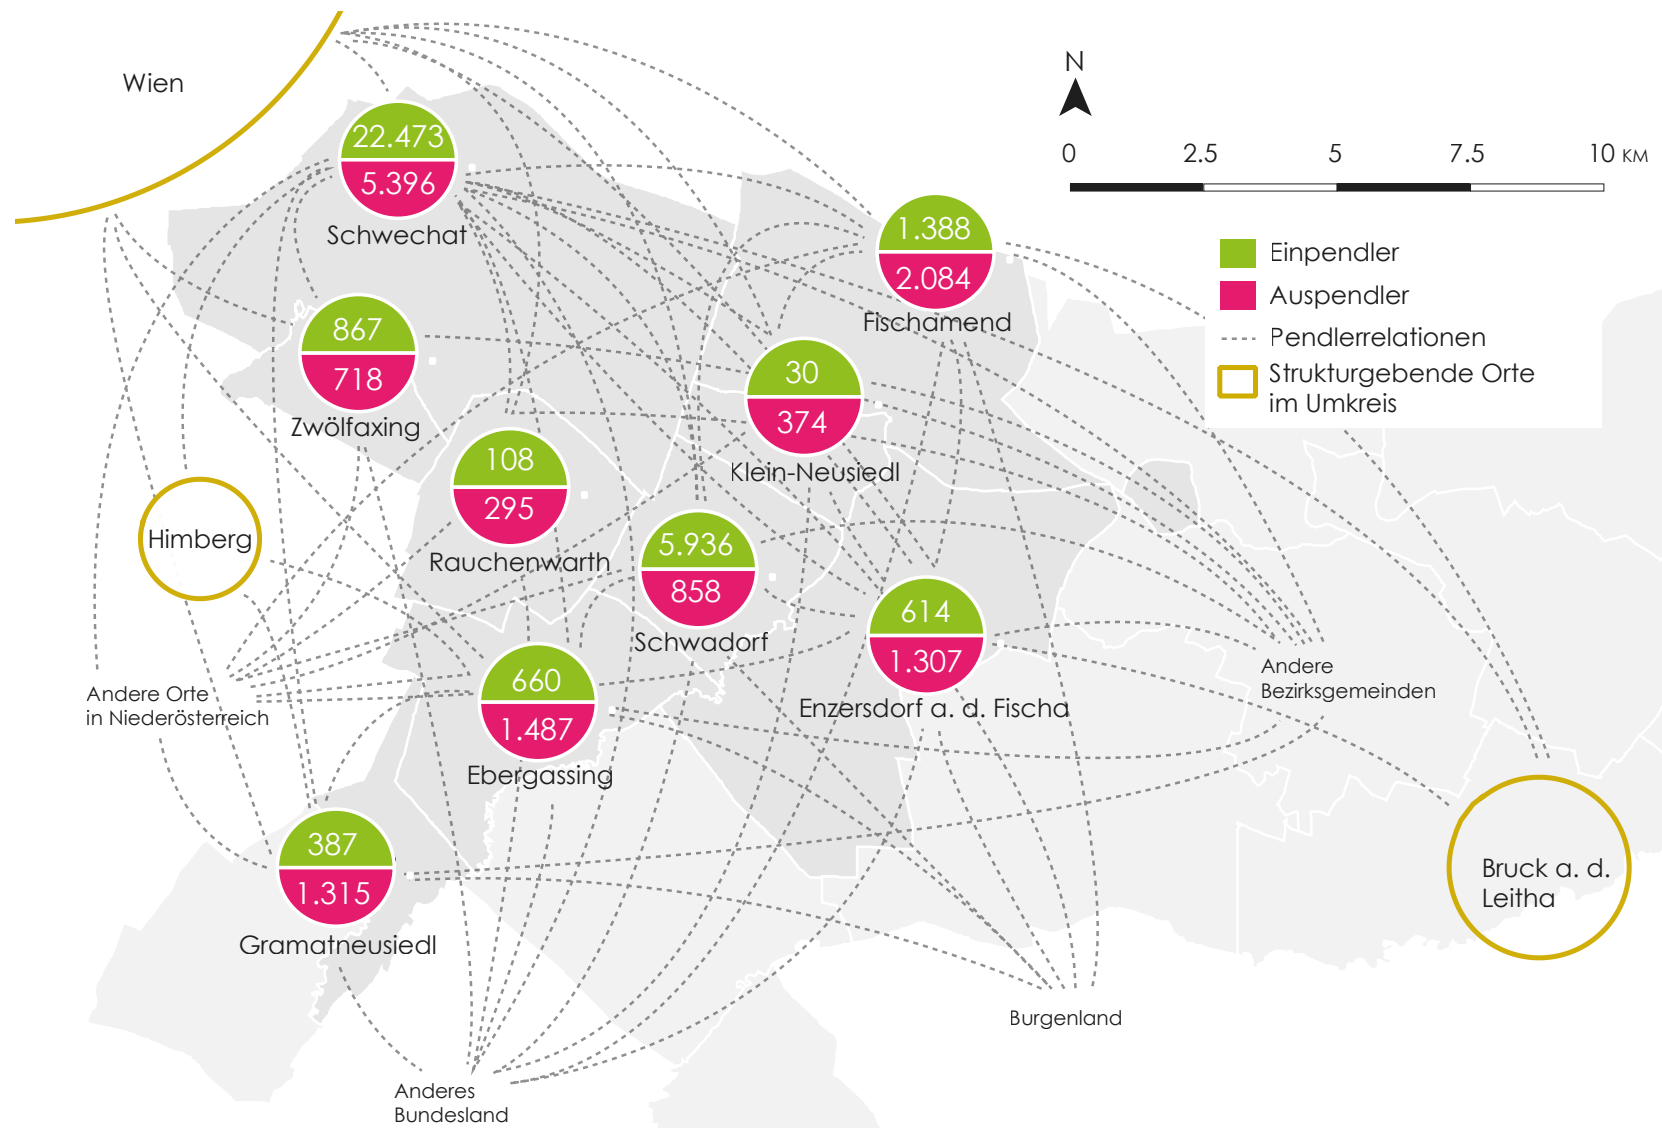 Wien
N
0 2.5 5 7.5 10 KM
22.473
5.396
Schwechat
1.388
2.084
Fischamend
Einpendler
Auspendler
Pendlerrelationen
Strukturgebende Orte
im Umkreis
867
718
Zwölfaxing
30
374
Klein-Neusiedl
108
295
Rauchenwarth
Himberg
5.936
858
Schwadorf
614
1.307
Enzersdorf a. d. Fischa
Andere
Bezirksgemeinden
Andere Orte
in Niederösterreich
660
1.487
Ebergassing
387
1.315
Gramatneusiedl
Bruck a. d.
Leitha
Burgenland
Anderes
Bundesland